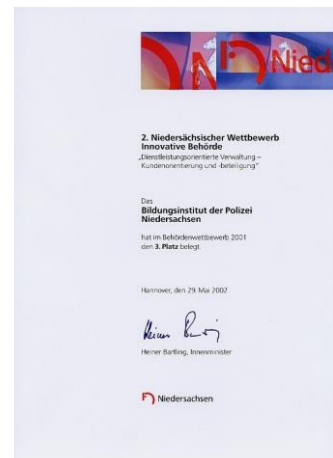 Nied
2. Niedersächsischer Wettbewerb
Innovative Behörde
„Dienstleistungsorientierte Verwaltung –
Kundenorientierung und -beteiligung"
Das
Bildungsinstitut der Polizei
Niedersachsen
hat im Behördenwettbewerb 2001
den 3. Platz belegt.
Hannover, den 29. Mai 2002
Heiner Bartling, Innenminister
Niedersachsen